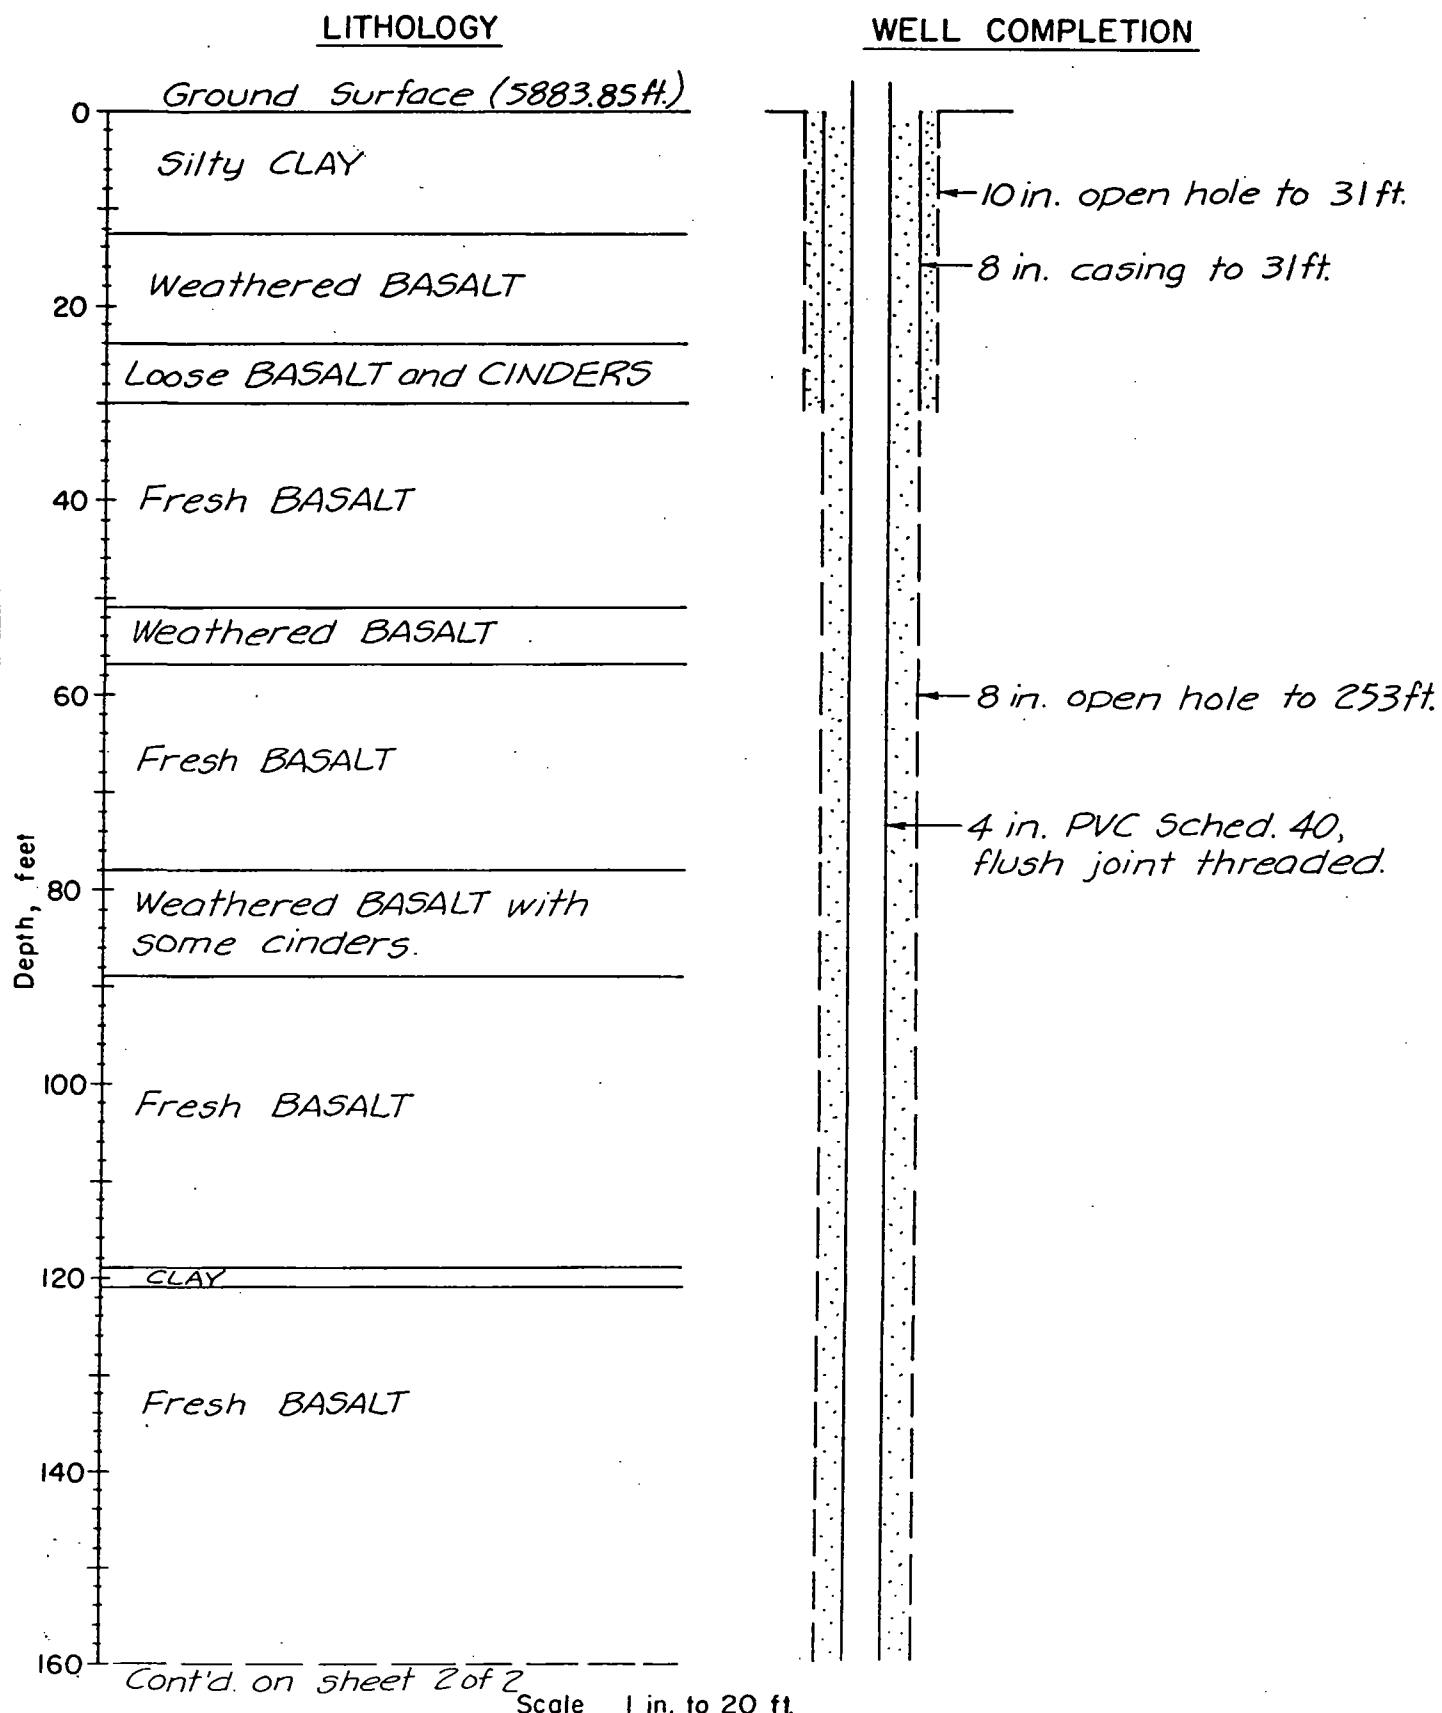 LITHOLOGY
WELL COMPLETION
Ground Surface (5883.85 ft.)
0
Silty CLAY
10 in. open hole to 31 ft.
8 in. casing to 31 ft.
Weathered BASALT
20
Loose BASALT and CINDERS
40
Fresh BASALT
Weathered BASALT
60
8 in. open hole to 253 ft.
Fresh BASALT
4 in. PVC Sched. 40,
flush joint threaded.
Depth, feet
80
Weathered BASALT with
some cinders.
100
Fresh BASALT
120
CLAY
Fresh BASALT
140
160
Cont'd. on sheet 2 of 2
Scale 1 in. to 20 ft.